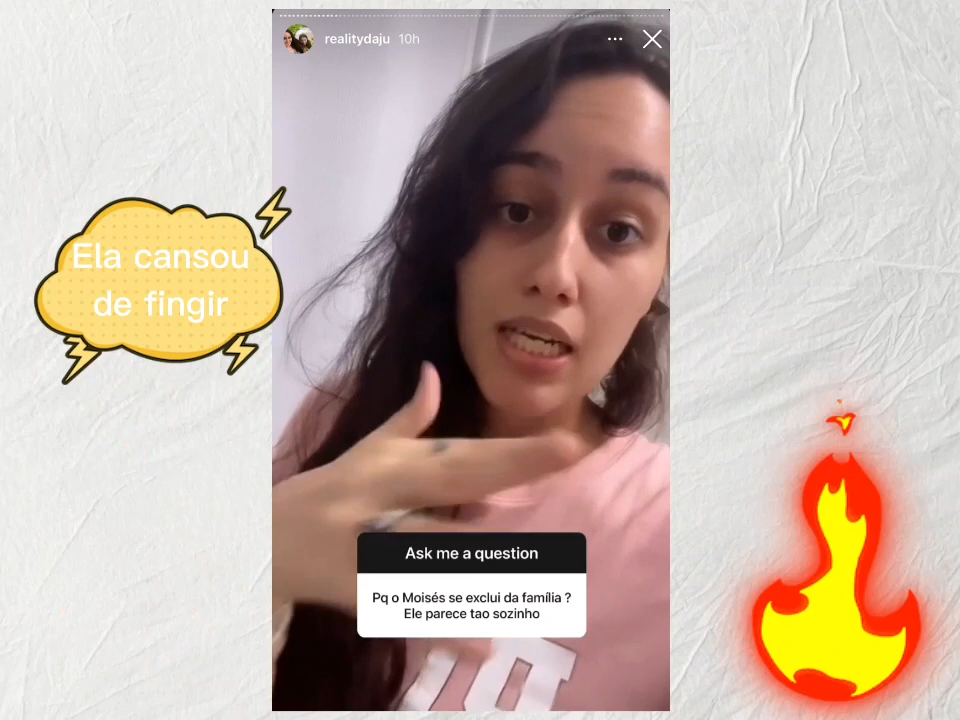 realitydaju 10h
Ela cansou
de fingir
Ask me a question
Pq o Moisés se exclui da família ?
Ele parece tao sozinho